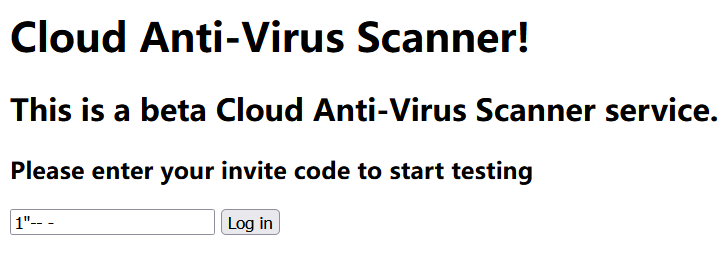 Cloud Anti-Virus Scanner!
This is a beta Cloud Anti-Virus Scanner service.
Please enter your invite code to start testing
1"-- - Log in